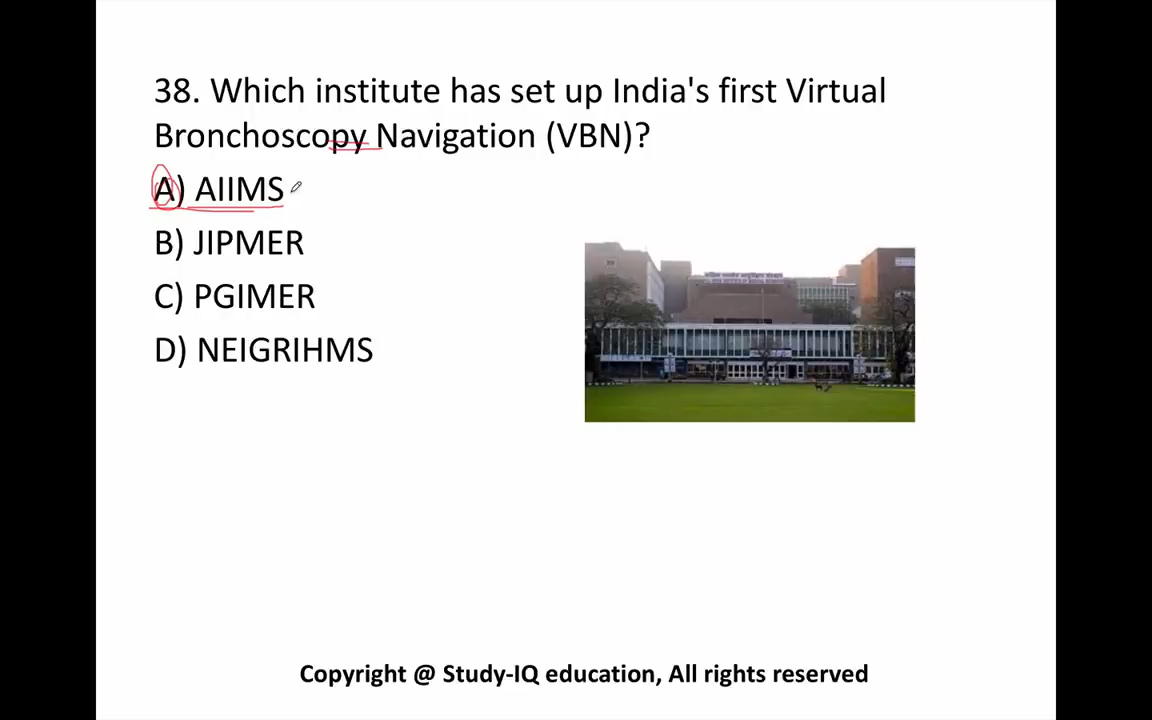 38. Which institute has set up India's first Virtual
Bronchoscopy Navigation (VBN)?
A) AIIMS
B) JIPMER
C) PGIMER
D) NEIGRIHMS
Copyright @ Study-IQ education, All rights reserved